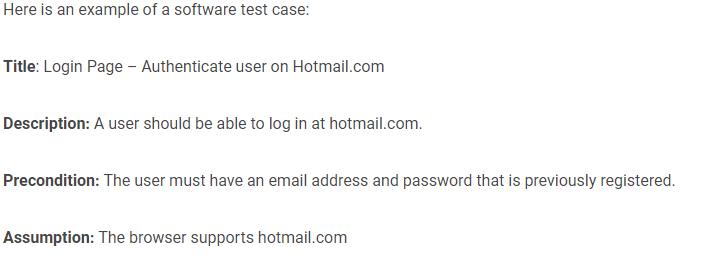 Here is an example of a software test case:
Title: Login Page – Authenticate user on Hotmail.com
Description: A user should be able to log in at hotmail.com.
Precondition: The user must have an email address and password that is previously registered.
Assumption: The browser supports hotmail.com